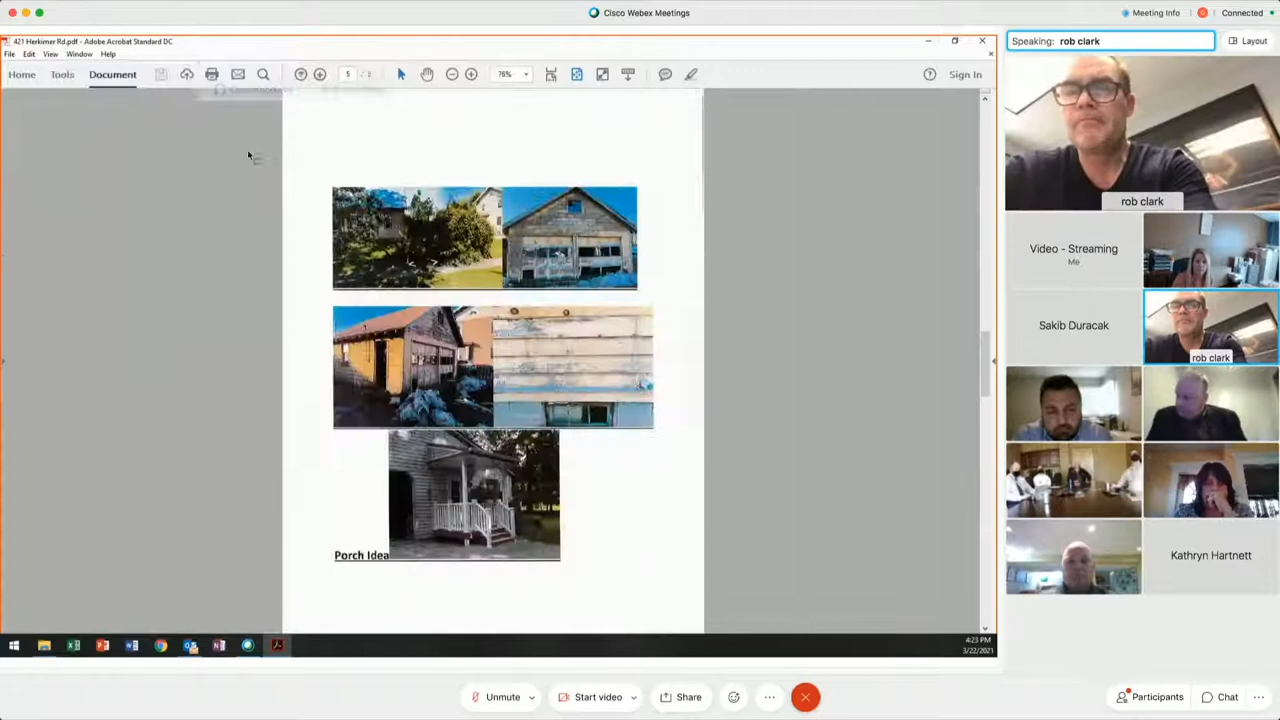 Cisco Webex Meetings
Meeting Info
Connected
421 Herkimer Rd.pdf - Adobe Acrobat Standard DC
File Edit View Window Help
Home Tools Document
5
76%
Sign In
Porch Idea
4:23 PM
3/22/2021
Speaking: rob clark
Layout
rob clark
Video - Streaming
Me
Sakib Duracak
rob clark
Kathryn Hartnett
Unmute
Start video
Share
Participants
Chat